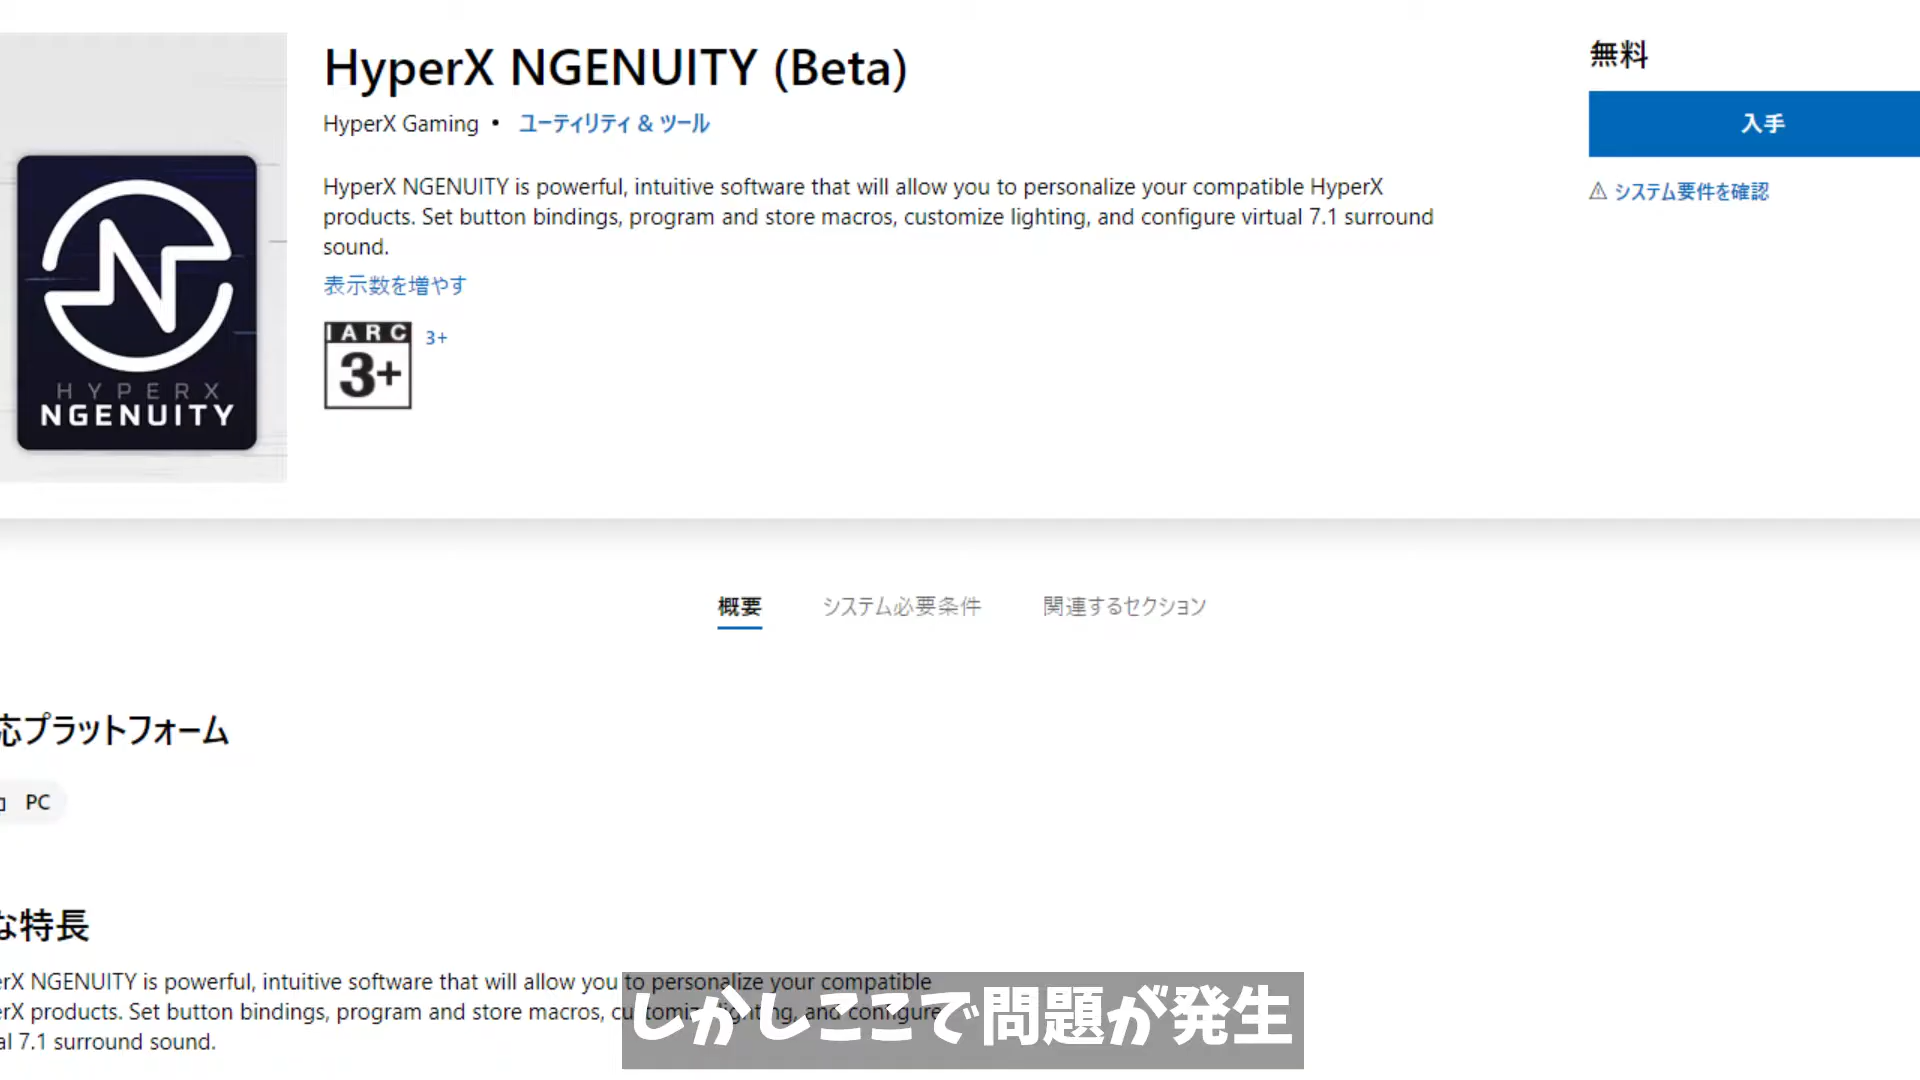 HyperX NGENUITY (Beta)
HyperX Gaming • ユーティリティ & ツール
HyperX NGENUITY is powerful, intuitive software that will allow you to personalize your compatible HyperX
products. Set button bindings, program and store macros, customize lighting, and configure virtual 7.1 surround
sound.
表示数を増やす
IARC
3+
3+
HYPERX
NGENUITY
無料
入手
⚠ システム要件を確認
概要
システム必要条件
関連するセクション
応プラットフォーム
PC
な特長
erX NGENUITY is powerful, intuitive software that will allow you to personalize your compatible
erX products. Set button bindings, program and store macros, customize lighting, and configure
al 7.1 surround sound.
しかしここで問題が発生